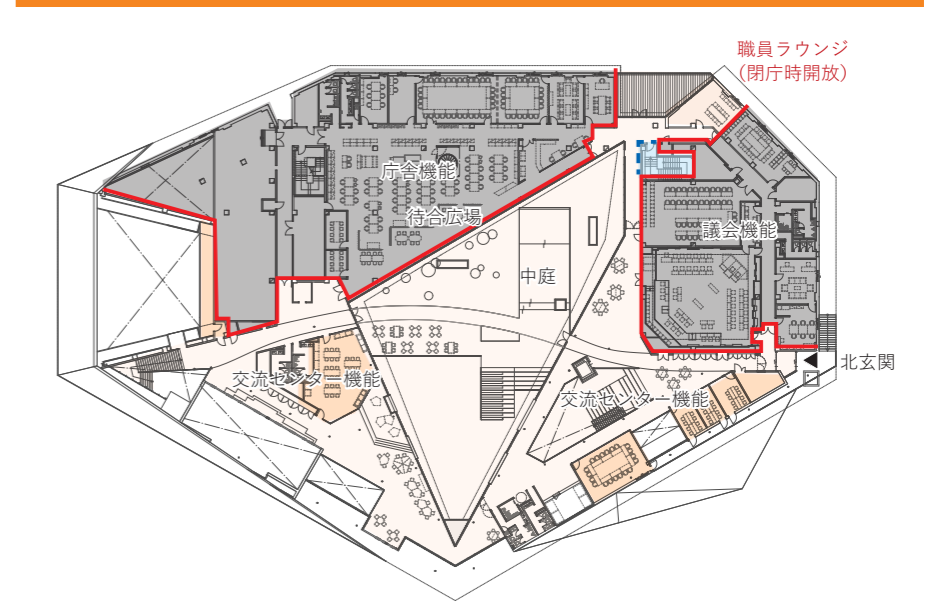 職員ラウンジ
(閉庁時開放)
庁舎機能
待合広場
議会機能
中庭
北玄関
交流センター機能
交流センター機能